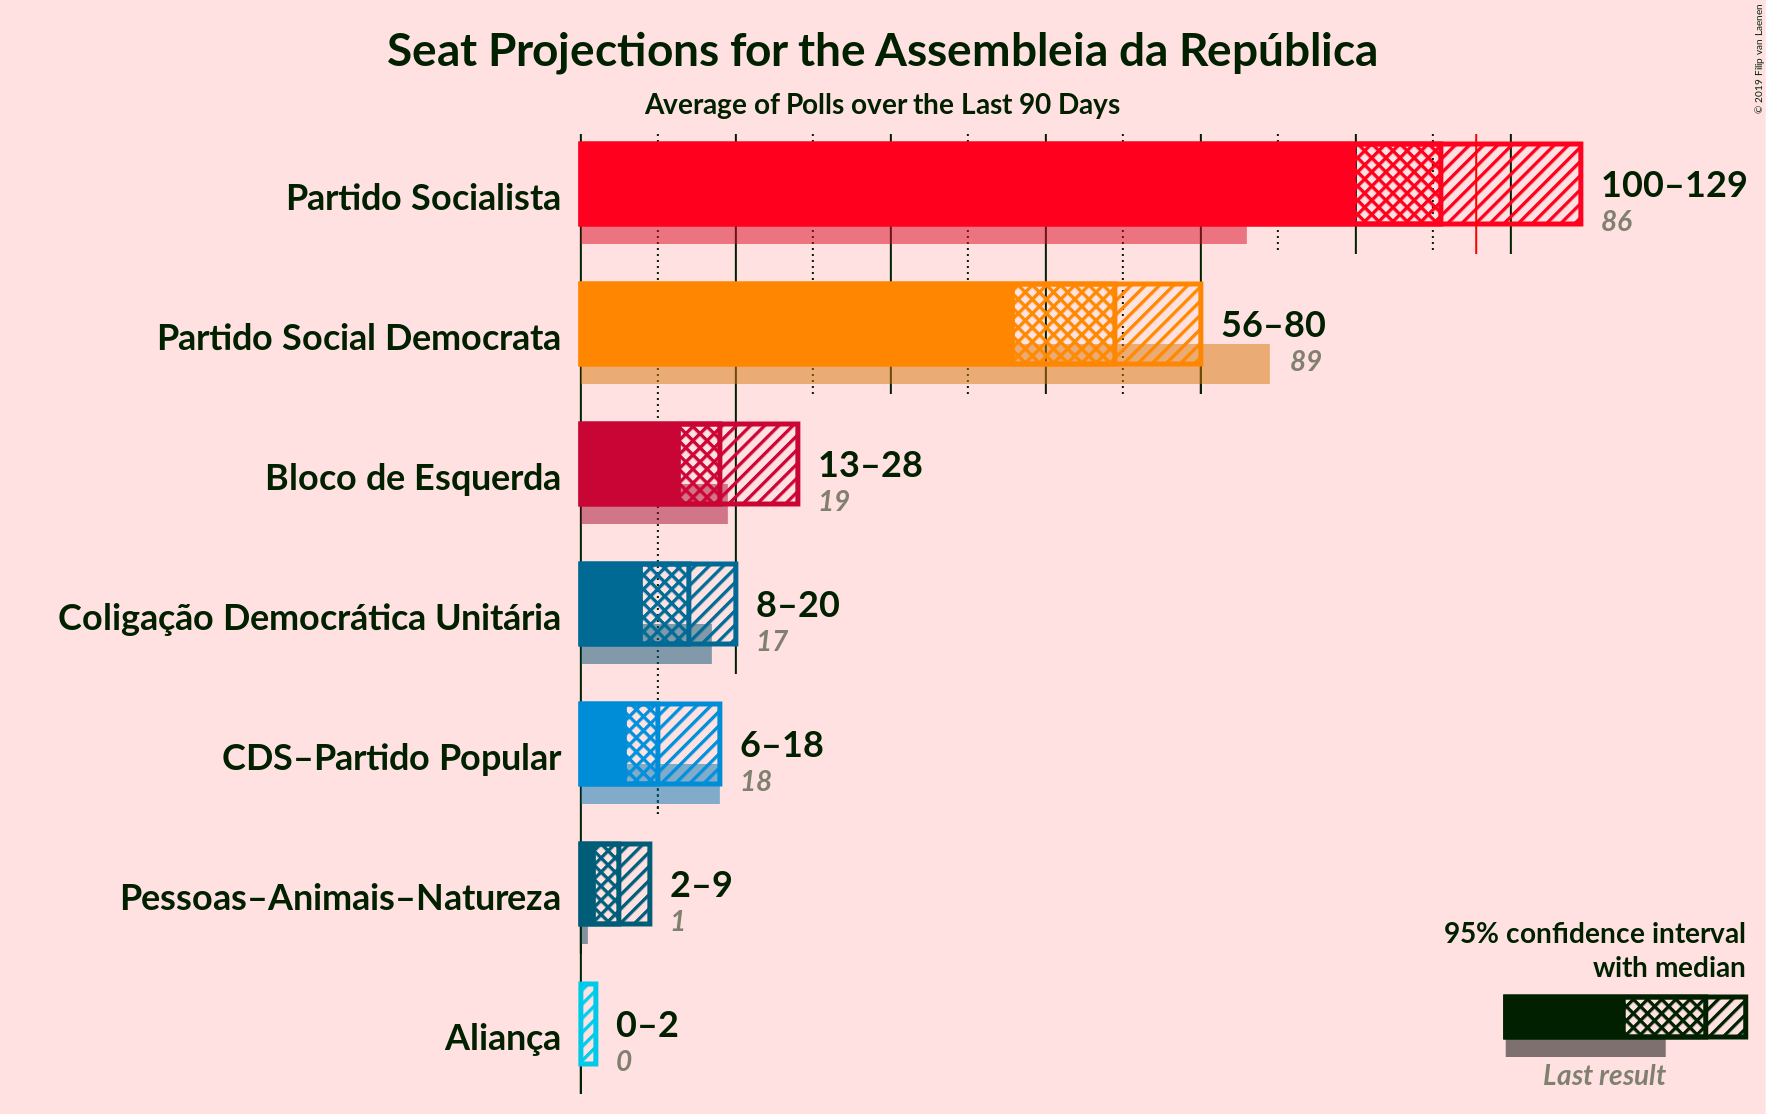 Seat Projections for the Assembleia da República
Average of Polls over the Last 90 Days
© 2019 Filip van Laenen
Partido Socialista
100–129
86
Partido Social Democrata
56–80
89
Bloco de Esquerda
13–28
19
Coligação Democrática Unitária
8–20
17
CDS–Partido Popular
6–18
18
Pessoas–Animais–Natureza
2–9
1
Aliança
0–2
0
95% confidence interval
with median
Last result